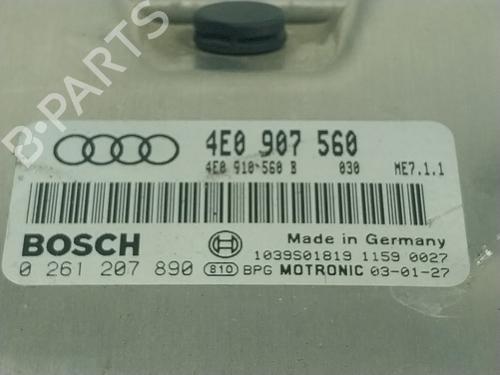 4E0 907 560
4E0 910 560 B 030 ME7.1.1
BOSCH
Made in Germany
1039S01819 1159 0027
0 261 207 890 810 BPG MOTRONIC 03-01-27
B-PARTS